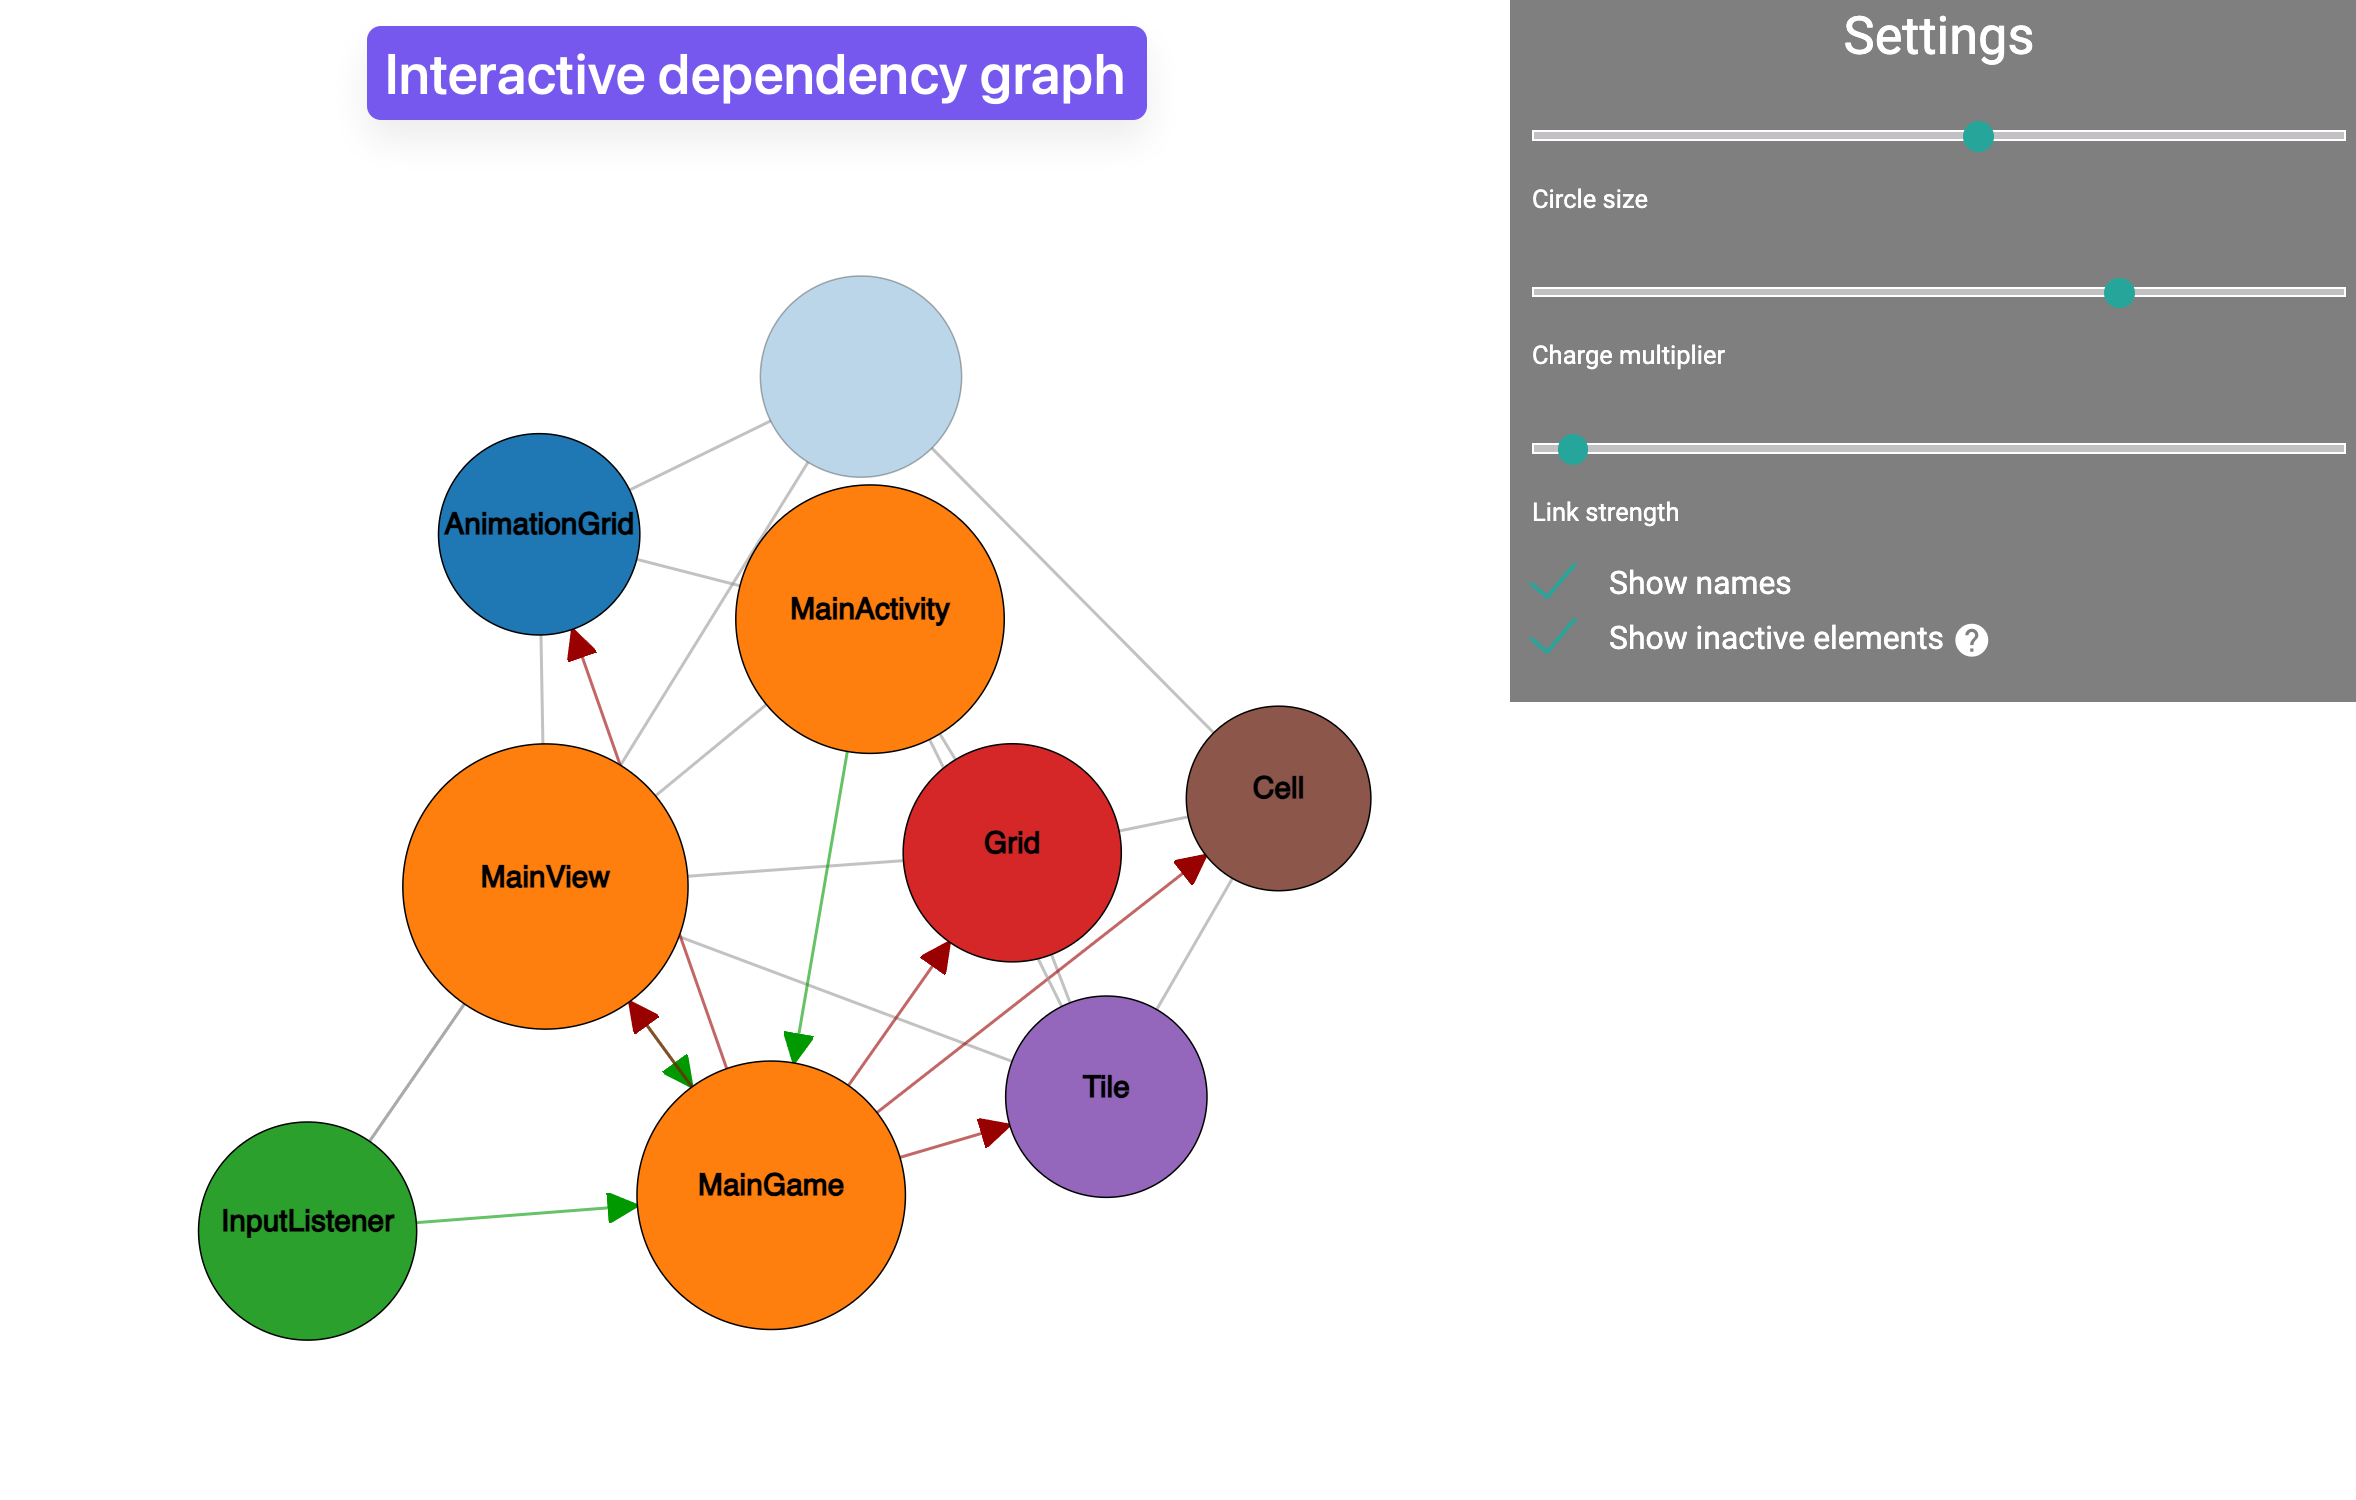 Interactive dependency graph
AnimationGrid
MainActivity
Cell
Grid
MainView
Tile
MainGame
InputListener
Settings
Circle size
Charge multiplier
Link strength
Show names
Show inactive elements ?